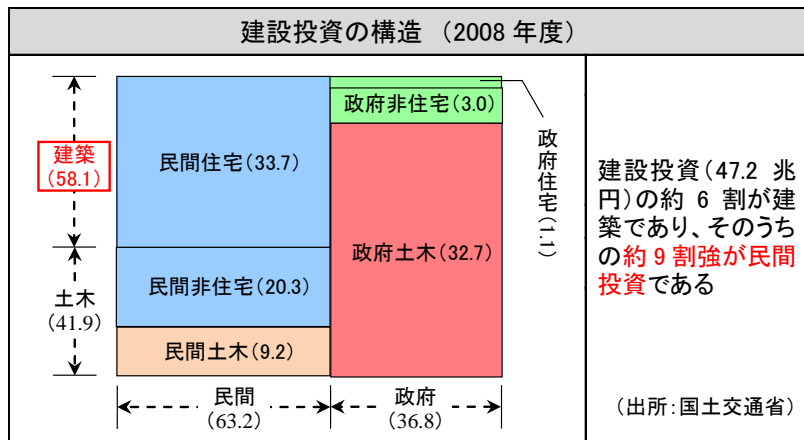 建設投資の構造 （2008 年度）
建築
(58.1)
土木
(41.9)
民間住宅(33.7)
民間非住宅(20.3)
民間土木(9.2)
政府非住宅(3.0)
政府土木(32.7)
政府住宅(1.1)
民間
(63.2)
政府
(36.8)
建設投資(47.2 兆
円)の約 6 割が建
築であり、そのうち
の約 9 割強が民間
投資である
（出所：国土交通省）